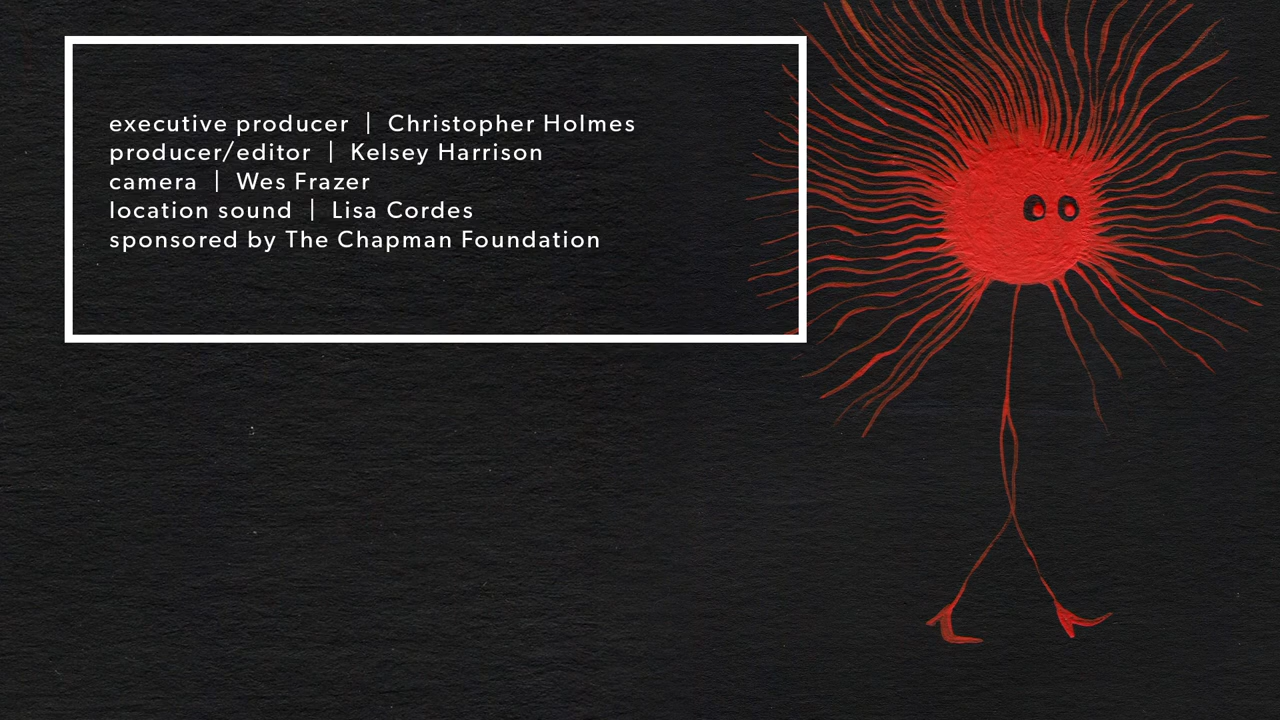 executive producer | Christopher Holmes
producer/editor | Kelsey Harrison
camera | Wes Frazer
location sound | Lisa Cordes
sponsored by The Chapman Foundation